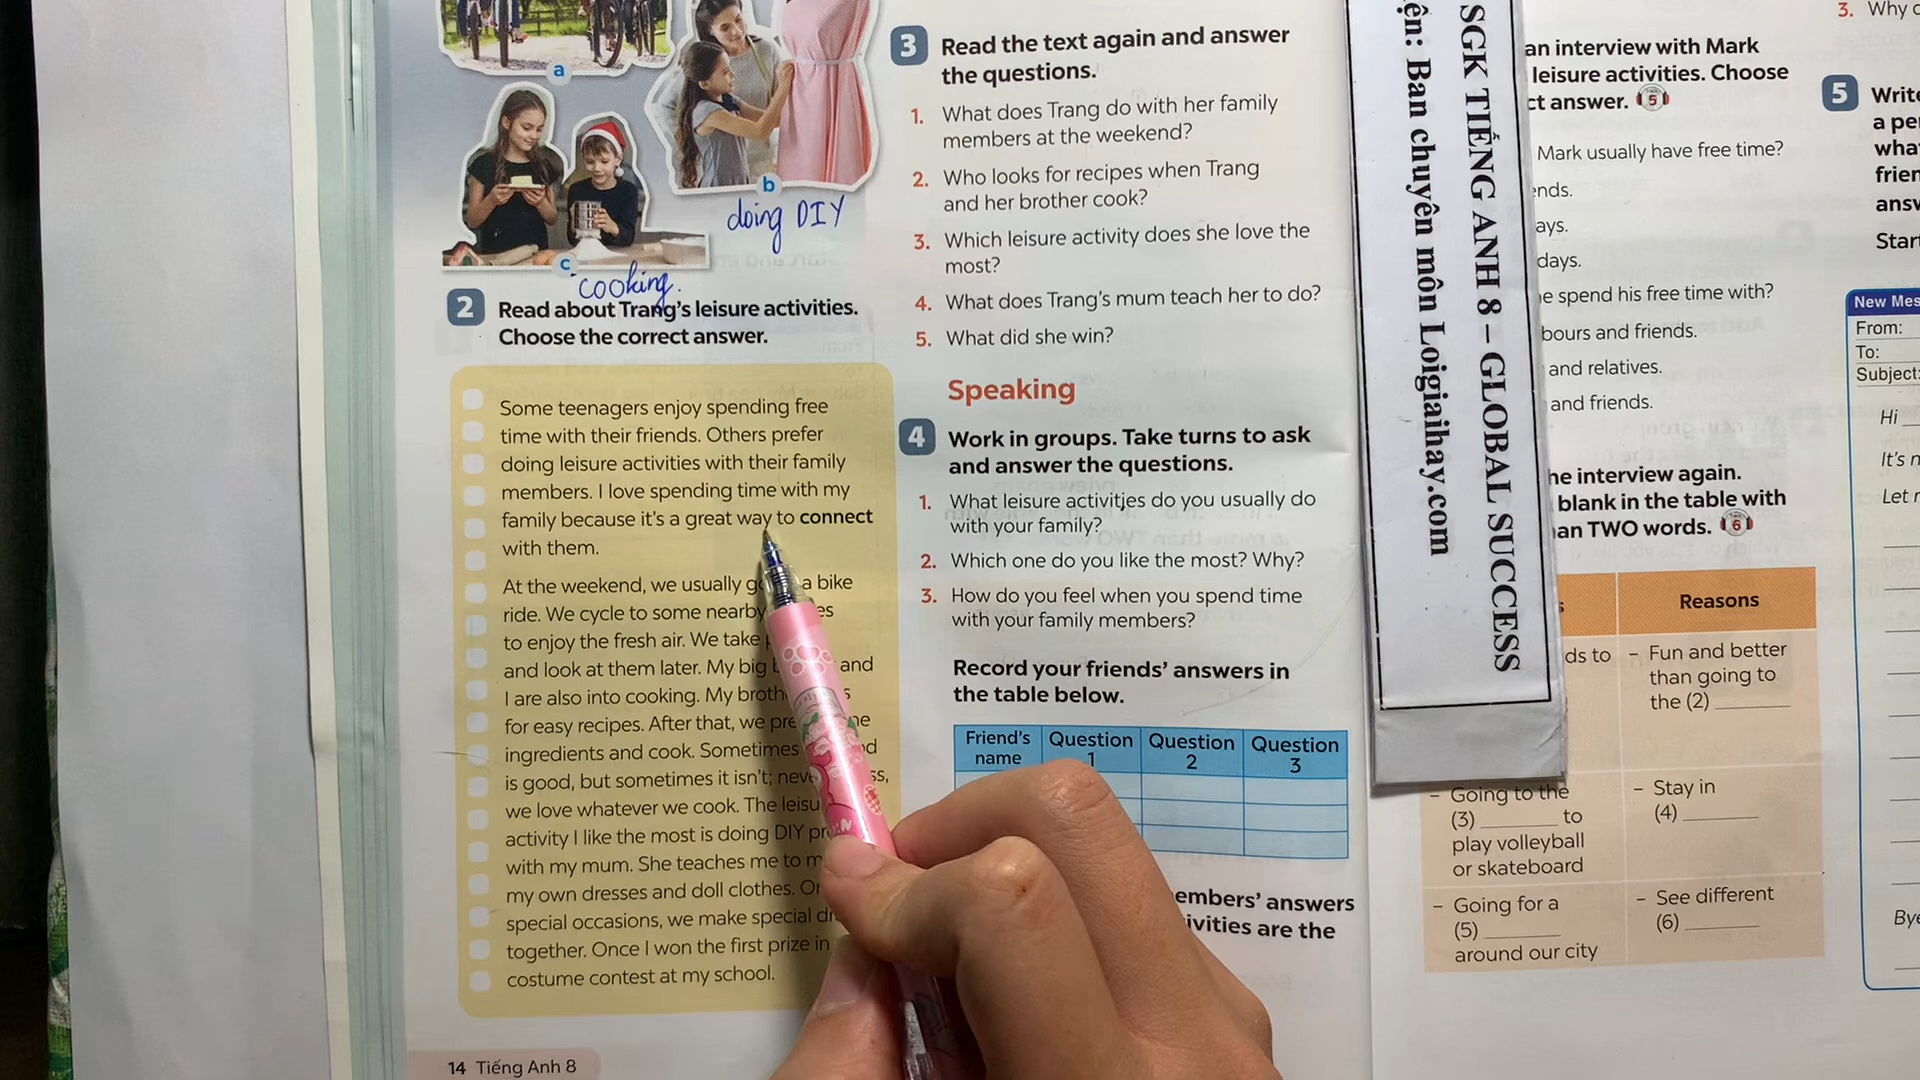 a
b
doing DIY
c
cooking.
2 Read about Trang's leisure activities.
Choose the correct answer.
Some teenagers enjoy spending free
time with their friends. Others prefer
doing leisure activities with their family
members. I love spending time with my
family because it's a great way to connect
with them.
At the weekend, we usually a bike
ride. We cycle to some nearby
to enjoy the fresh air. We take
and look at them later. My big and
I are also into cooking. My
for easy recipes. After that, we
ingredients and cook. Sometimes
is good, but sometimes it isn't;
we love whatever we cook. The
activity I like the most is doing DIY
with my mum. She teaches me to
my own dresses and doll clothes.
special occasions, we make special
together. Once I won the first prize in
costume contest at my school.
14 Tiếng Anh 8
3 Read the text again and answer
the questions.
1. What does Trang do with her family
members at the weekend?
2. Who looks for recipes when Trang
and her brother cook?
3. Which leisure activity does she love the
most?
4. What does Trang's mum teach her to do?
5. What did she win?
Speaking
4 Work in groups. Take turns to ask
and answer the questions.
1. What leisure activities do you usually do
with your family?
2. Which one do you like the most? Why?
3. How do you feel when you spend time
with your family members?
Record your friends' answers in
the table below.
Friend's name
Question 1
Question 2
Question 3
embers' answers
ivities are the
SGK TIẾNG ANH 8 – GLOBAL SUCCESS
ện: Ban chuyên môn Loigiaihay.com
an interview with Mark
leisure activities. Choose
ct answer. 5
Mark usually have free time?
ends.
ays.
days.
e spend his free time with?
bours and friends.
and relatives.
and friends.
he interview again.
blank in the table with
an TWO words. 6
Reasons
ds to
– Fun and better
than going to
the (2) ________
– Going to the
(3) ________ to
play volleyball
or skateboard
– Stay in
(4) ________
– Going for a
(5) ________
around our city
– See different
(6) ________
3. Why
5 Write
a pe
wha
frien
answ
Start
New Mes
From:
To:
Subject:
Hi
It's n
Let
Bye